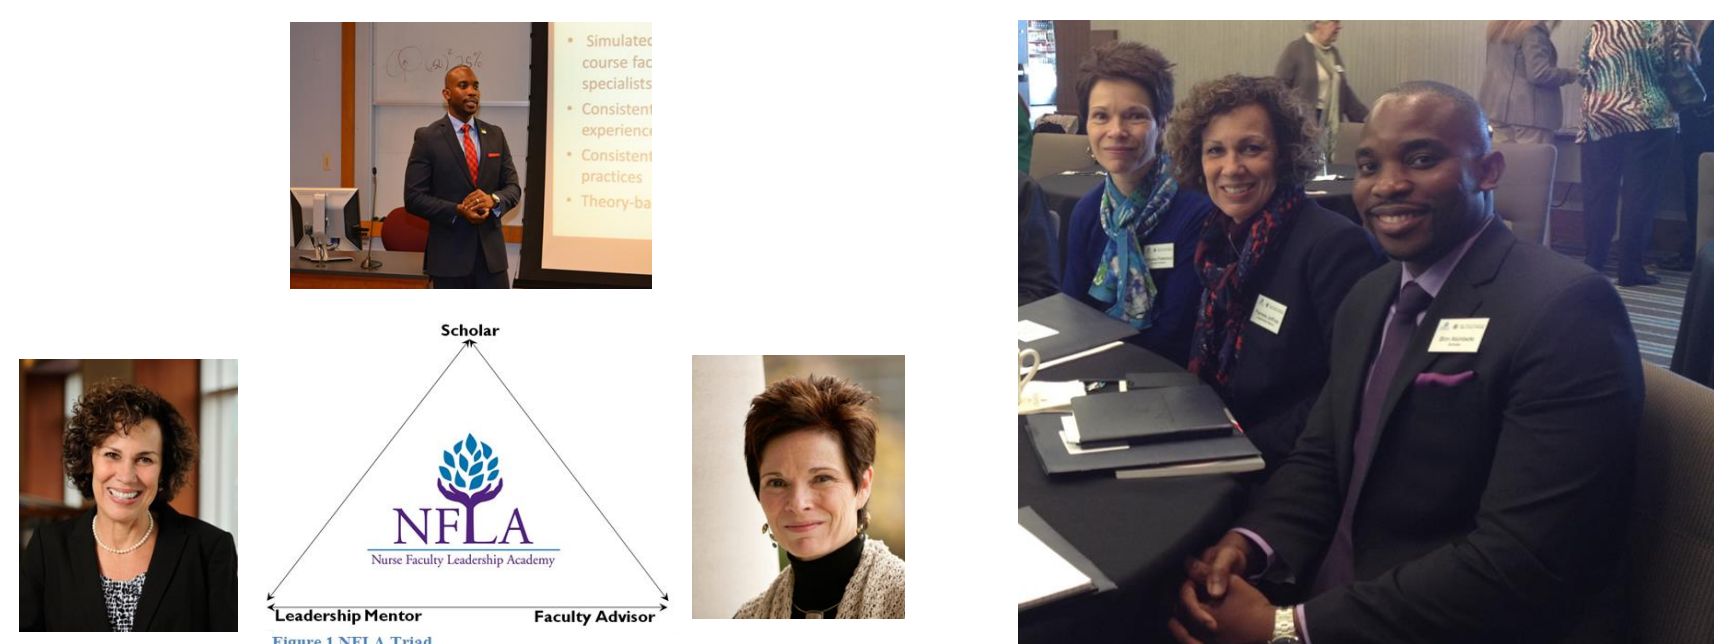 Simulated
course fac
specialists
Consistent
experience
Consistent
practices
Theory-ba
Scholar
NFLA
Nurse Faculty Leadership Academy
Leadership Mentor
Faculty Advisor
Figure 1 NFLA Triad